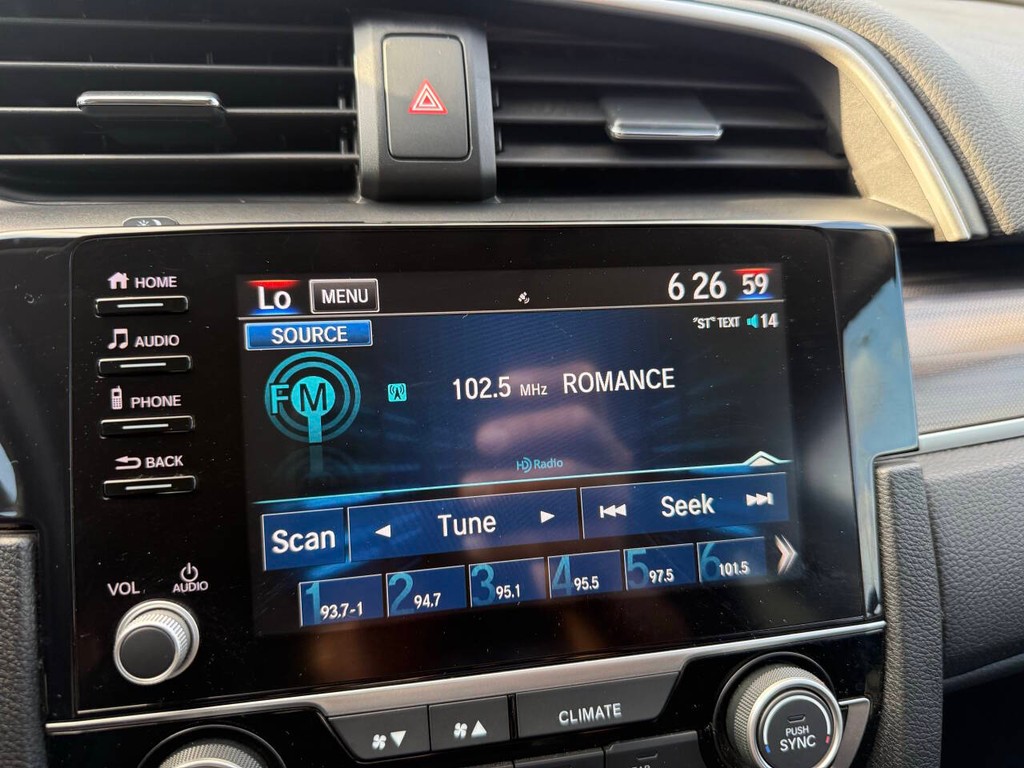 HOME
AUDIO
PHONE
BACK
VOL
AUDIO
Lo MENU 6 26 59
SOURCE "ST" TEXT 14
FM 102.5 MHz ROMANCE
HD Radio
Scan Tune Seek
1 93.7-1 2 94.7 3 95.1 4 95.5 5 97.5 6 101.5
CLIMATE
PUSH
SYNC